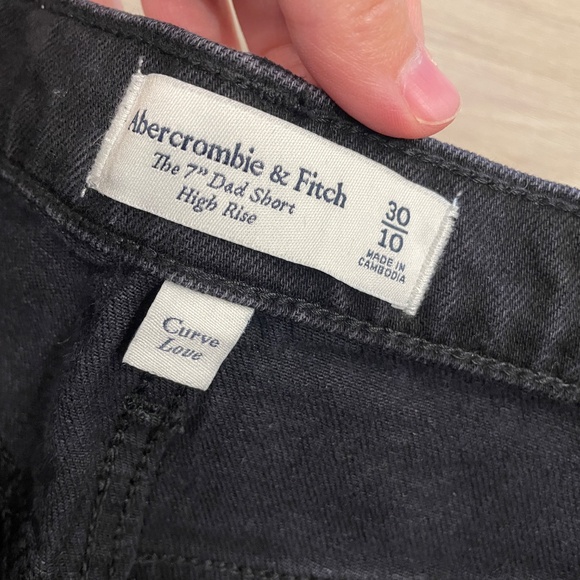 Abercrombie & Fitch
The 7" Dad Short
High Rise
30
10
MADE IN
CAMBODIA
Curve
Love